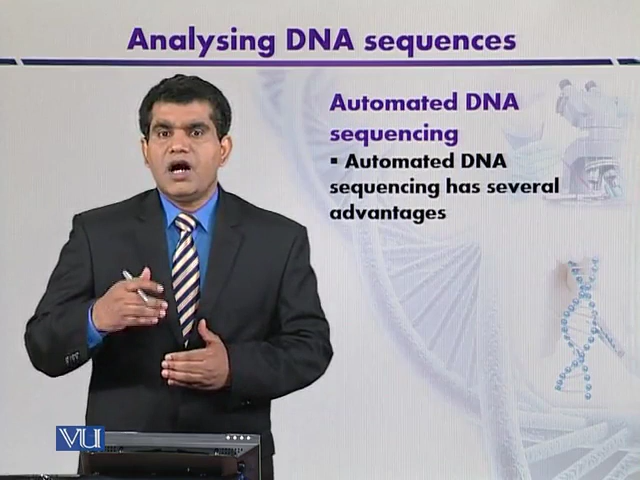 Analysing DNA sequences
Automated DNA
sequencing
▪ Automated DNA
sequencing has several
advantages
VU